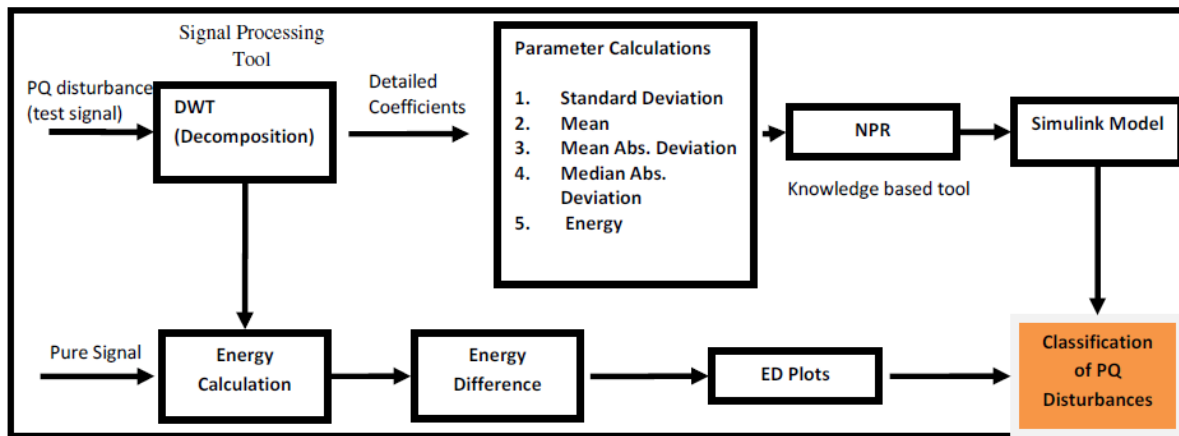 Signal Processing
Tool
PQ disturbance
(test signal)
DWT
(Decomposition)
Detailed
Coefficients
Parameter Calculations
1. Standard Deviation
2. Mean
3. Mean Abs. Deviation
4. Median Abs.
Deviation
5. Energy
NPR
Knowledge based tool
Simulink Model
Pure Signal
Energy
Calculation
Energy
Difference
ED Plots
Classification
of PQ
Disturbances